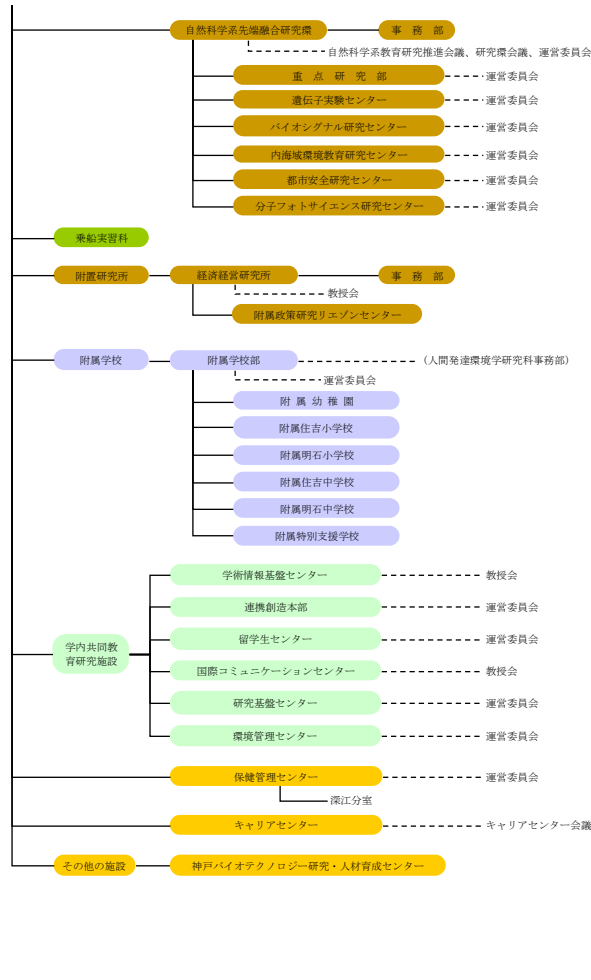 自然科学系先端融合研究環　事　務　部
自然科学系教育研究推進会議、研究環会議、運営委員会
重　点　研　究　部　運営委員会
遺伝子実験センター　運営委員会
バイオシグナル研究センター　運営委員会
内海域環境教育研究センター　運営委員会
都市安全研究センター　運営委員会
分子フォトサイエンス研究センター　運営委員会
乗船実習科
附置研究所　経済経営研究所　事　務　部
教授会
附属政策研究リエゾンセンター
附属学校　附属学校部　（人間発達環境学研究科事務部）
運営委員会
附 属 幼 稚 園
附属住吉小学校
附属明石小学校
附属住吉中学校
附属明石中学校
附属特別支援学校
学内共同教
育研究施設
学術情報基盤センター　教授会
連携創造本部　運営委員会
留学生センター　運営委員会
国際コミュニケーションセンター　教授会
研究基盤センター　運営委員会
環境管理センター　運営委員会
保健管理センター　運営委員会
深江分室
キャリアセンター　キャリアセンター会議
その他の施設　神戸バイオテクノロジー研究・人材育成センター